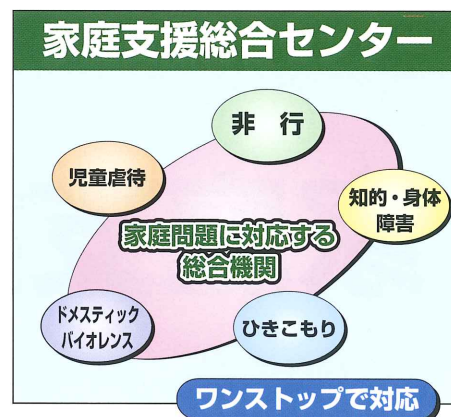 家庭支援総合センター
非 行
児童虐待
知的・身体
障害
家庭問題に対応する
総合機関
ドメスティック
バイオレンス
ひきこもり
ワンストップで対応